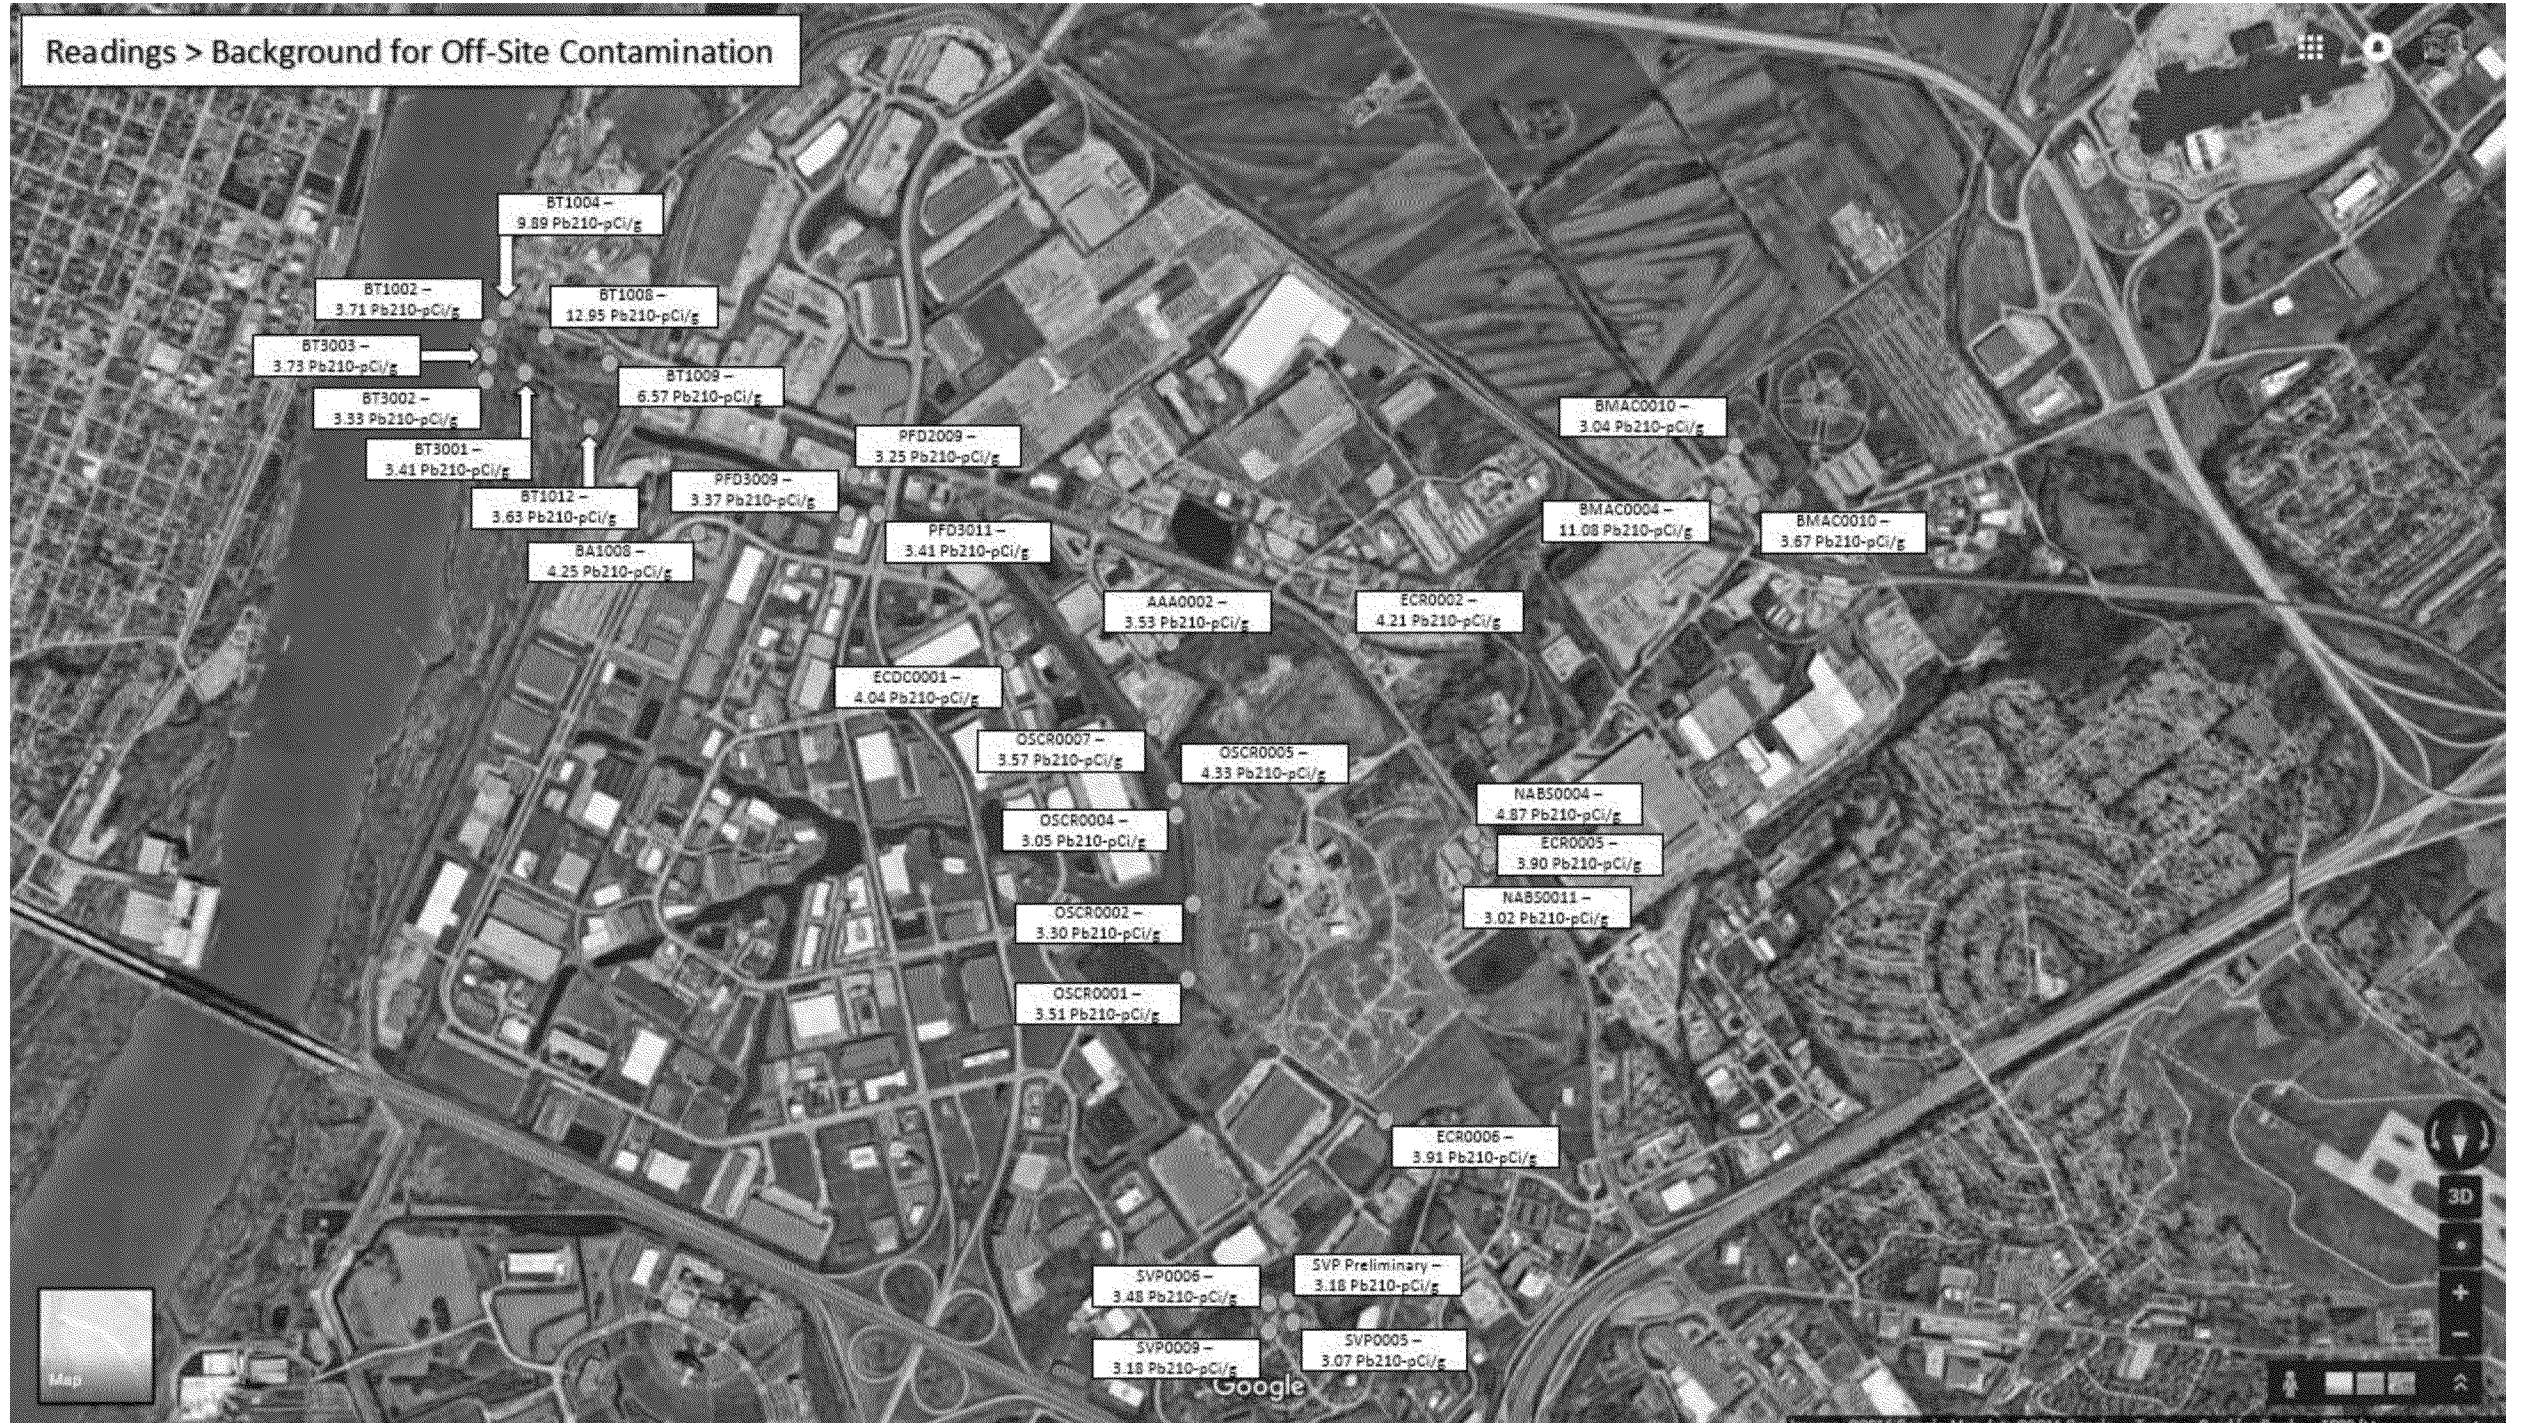 Readings > Background for Off-Site Contamination
BT1004 –
9.89 Pb210-pCi/g
BT1002 –
3.71 Pb210-pCi/g
BT1008 –
12.95 Pb210-pCi/g
BT3003 –
3.73 Pb210-pCi/g
BT1009 –
6.57 Pb210-pCi/g
BT3002 –
3.33 Pb210-pCi/g
BT3001 –
3.41 Pb210-pCi/g
BMAC0010 –
3.04 Pb210-pCi/g
PFD2009 –
3.25 Pb210-pCi/g
PFD3009 –
3.37 Pb210-pCi/g
BT1012 –
3.63 Pb210-pCi/g
BMAC0004 –
11.08 Pb210-pCi/g
BMAC0010 –
3.67 Pb210-pCi/g
PFD3011 –
3.41 Pb210-pCi/g
BA1008 –
4.25 Pb210-pCi/g
AAA0002 –
3.53 Pb210-pCi/g
ECR0002 –
4.21 Pb210-pCi/g
ECDC0001 –
4.04 Pb210-pCi/g
OSCR0007 –
3.57 Pb210-pCi/g
OSCR0005 –
4.33 Pb210-pCi/g
NABS0004 –
4.87 Pb210-pCi/g
OSCR0004 –
3.05 Pb210-pCi/g
ECR0005 –
3.90 Pb210-pCi/g
NABS0011 –
3.02 Pb210-pCi/g
OSCR0002 –
3.30 Pb210-pCi/g
OSCR0001 –
3.51 Pb210-pCi/g
ECR0006 –
3.91 Pb210-pCi/g
SVP Preliminary –
3.18 Pb210-pCi/g
SVP0006 –
3.48 Pb210-pCi/g
SVP0005 –
3.07 Pb210-pCi/g
SVP0009 –
3.18 Pb210-pCi/g
3D
Map
Google